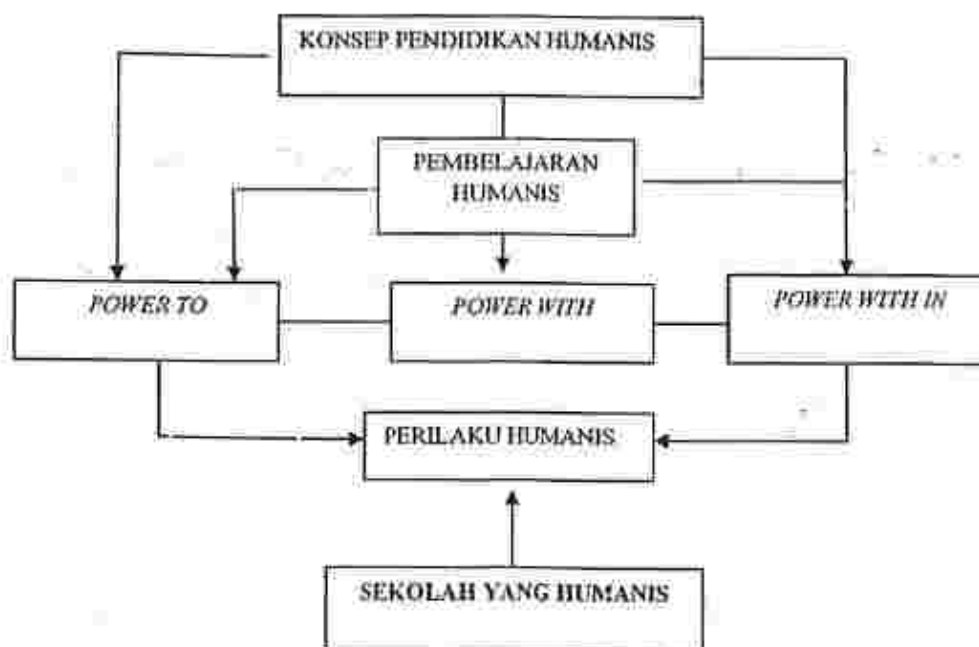 KONSEP PENDIDIKAN HUMANIS
PEMBELAJARAN
HUMANIS
POWER TO
POWER WITH
POWER WITH IN
PERILAKU HUMANIS
SEKOLAH YANG HUMANIS